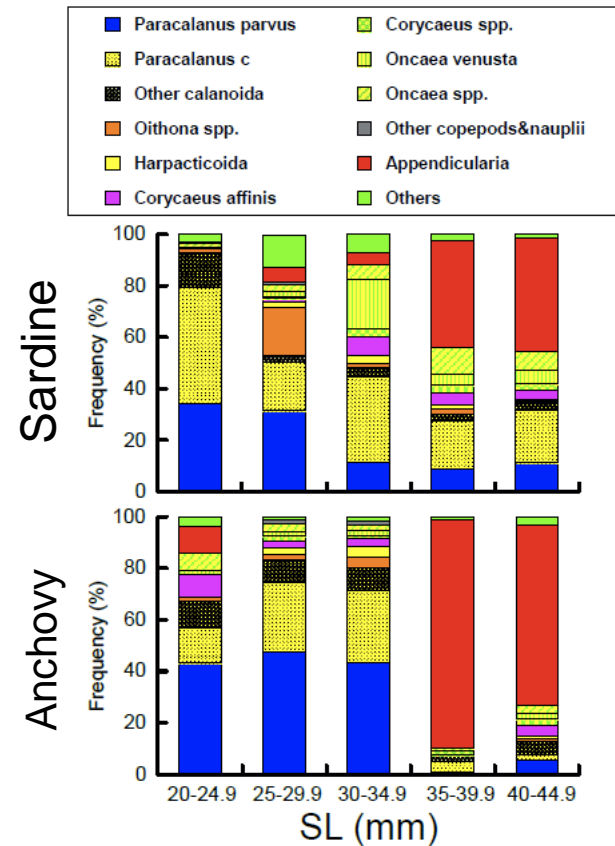 Paracalanus parvus
Paracalanus c
Other calanoida
Oithona spp.
Harpacticoida
Corycaeus affinis
Corycaeus spp.
Oncaea venusta
Oncaea spp.
Other copepods&nauplii
Appendicularia
Others
Sardine
Frequency (%)
100
80
60
40
20
0
Anchovy
Frequency (%)
100
80
60
40
20
0
20-24.9 25-29.9 30-34.9 35-39.9 40-44.9
SL (mm)